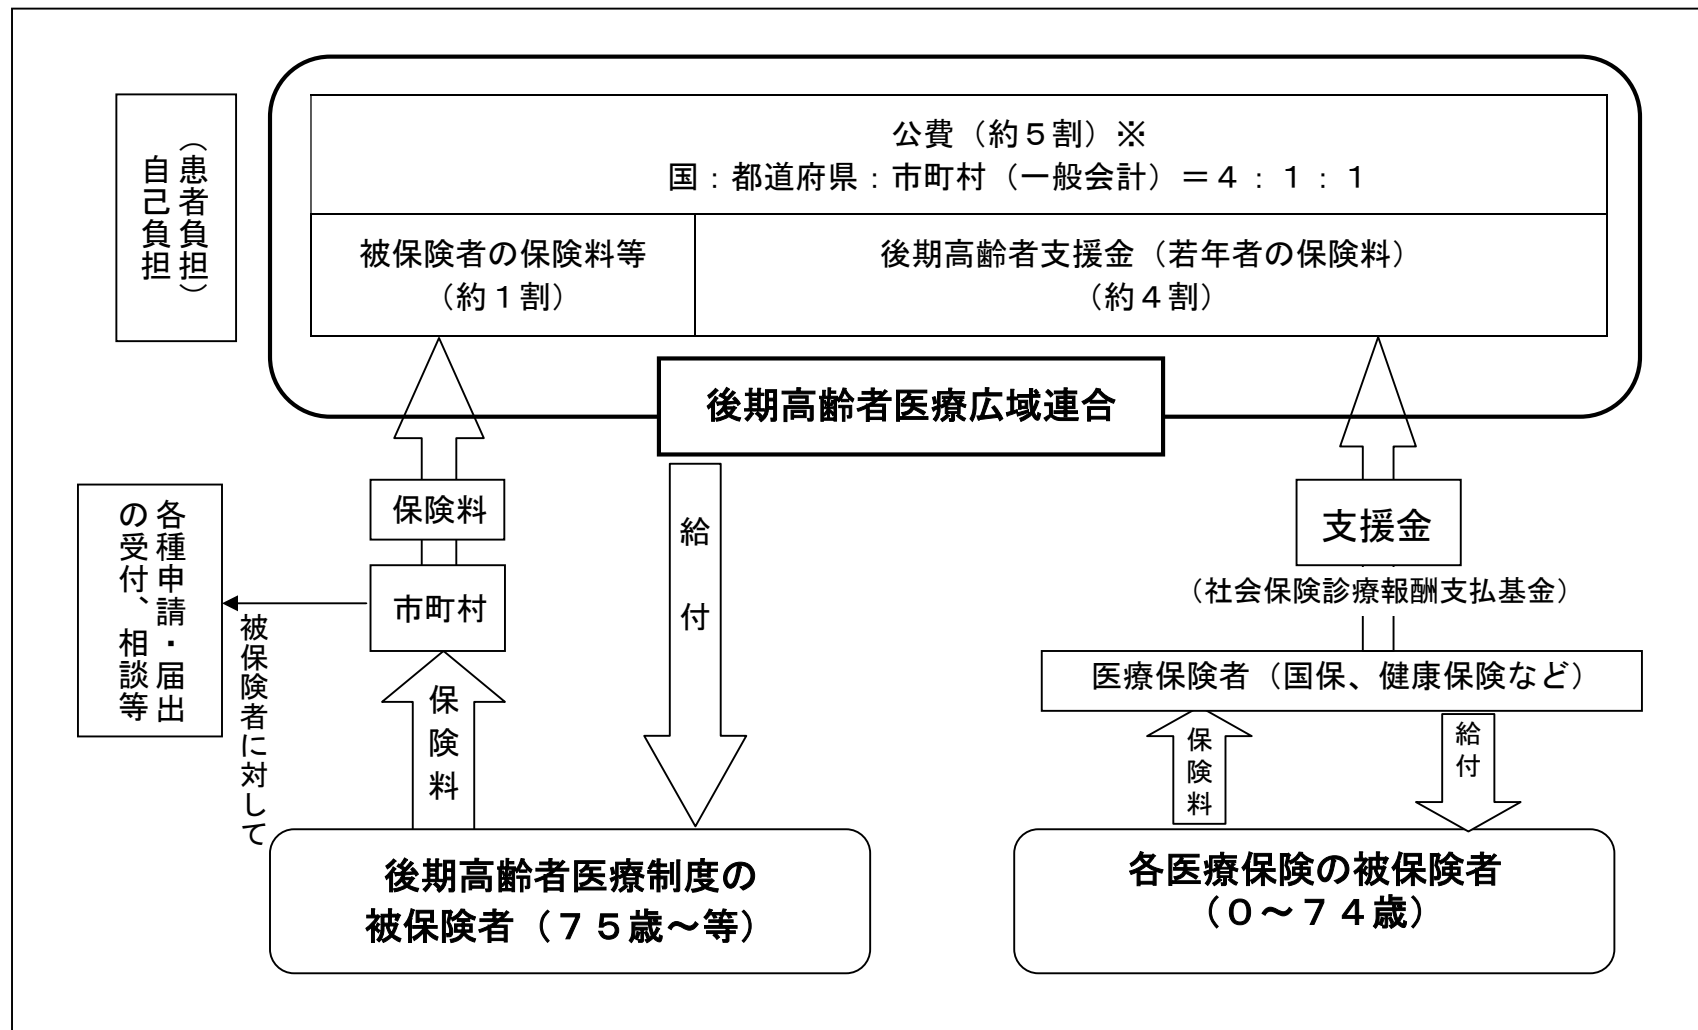 自己負担
（患者負担）
公費（約５割）※
国：都道府県：市町村（一般会計）＝４：１：１
被保険者の保険料等
（約１割）
後期高齢者支援金（若年者の保険料）
（約４割）
後期高齢者医療広域連合
保険料
市町村
各種申請・届出
の受付、相談等
被保険者に対して
保険料
給付
支援金
（社会保険診療報酬支払基金）
医療保険者（国保、健康保険など）
保険料
給付
後期高齢者医療制度の
被保険者（７５歳～等）
各医療保険の被保険者
（０～７４歳）